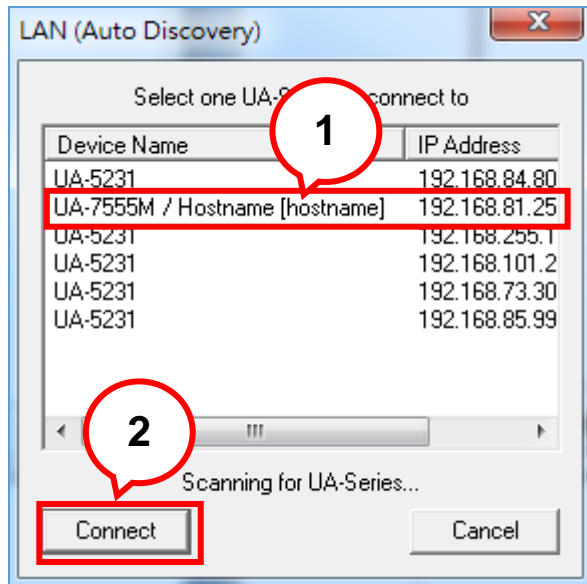 LAN (Auto Discovery)
x
Select one UA- connect to
1
Device Name IP Address
UA-5231 192.168.84.80
UA-7555M / Hostname [hostname] 192.168.81.25
UA-5231 192.168.255.1
UA-5231 192.168.101.2
UA-5231 192.168.73.30
UA-5231 192.168.85.99
2
Scanning for UA-Series...
Connect Cancel